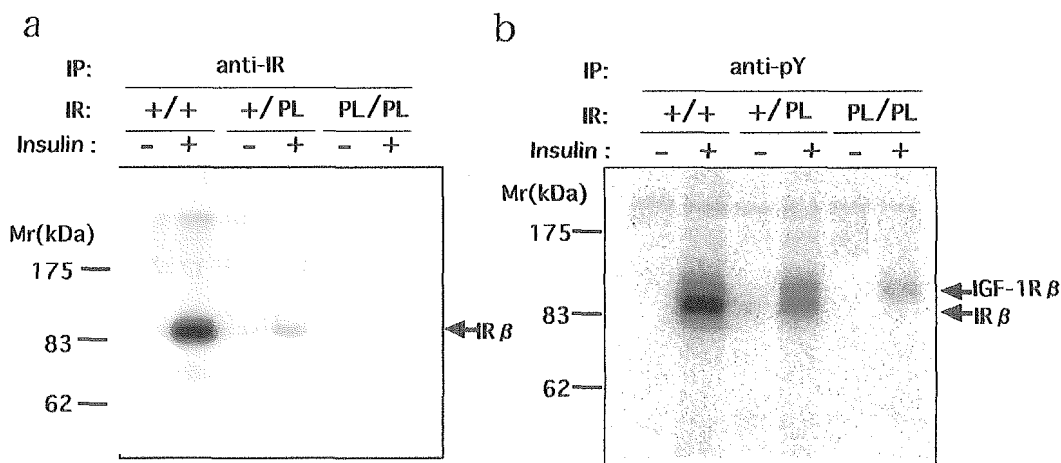 a
IP: anti-IR
IR: +/+ +/PL PL/PL
Insulin : - + - + - +
Mr(kDa)
175
83
62
IRβ
b
IP: anti-pY
IR: +/+ +/PL PL/PL
Insulin : - + - + - +
Mr(kDa)
175
83
62
IGF-1Rβ
IRβ